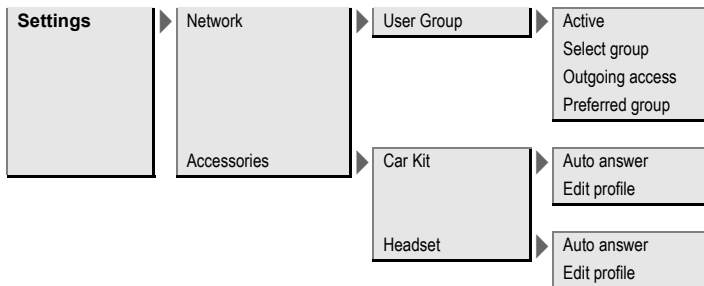 Settings
Network
User Group
Active
Select group
Outgoing access
Preferred group
Accessories
Car Kit
Auto answer
Edit profile
Headset
Auto answer
Edit profile